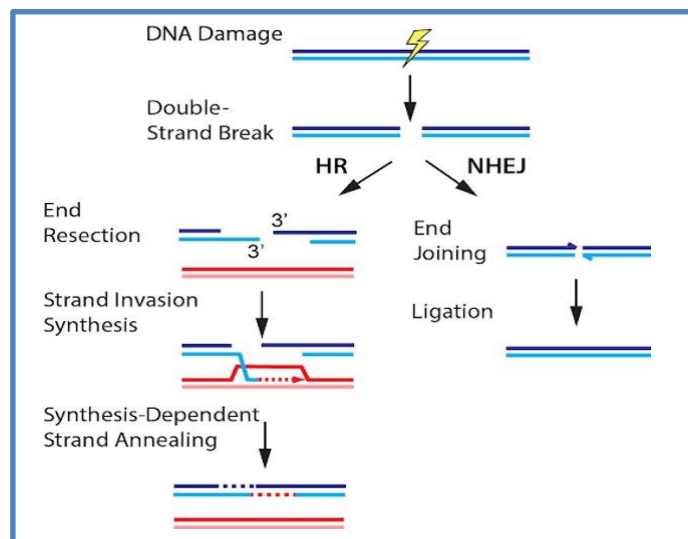 DNA Damage
Double-
Strand Break
HR
NHEJ
End
Resection
3'
3'
End
Joining
Strand Invasion
Synthesis
Ligation
Synthesis-Dependent
Strand Annealing